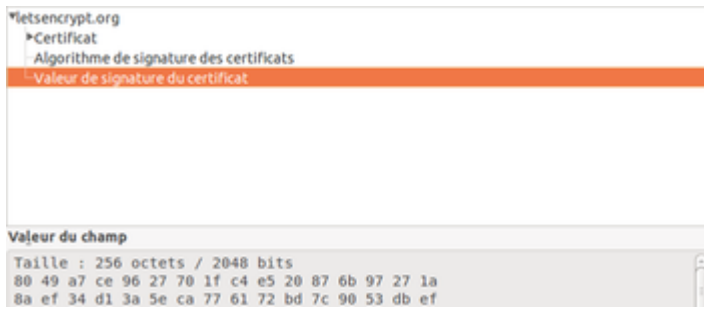 letsencrypt.org
Certificat
Algorithme de signature des certificats
Valeur de signature du certificat
Valeur du champ
Taille : 256 octets / 2048 bits
80 49 a7 ce 96 27 70 1f c4 e5 20 87 6b 97 27 1a
8a ef 34 d1 3a 5e ca 77 61 72 bd 7c 90 53 db ef